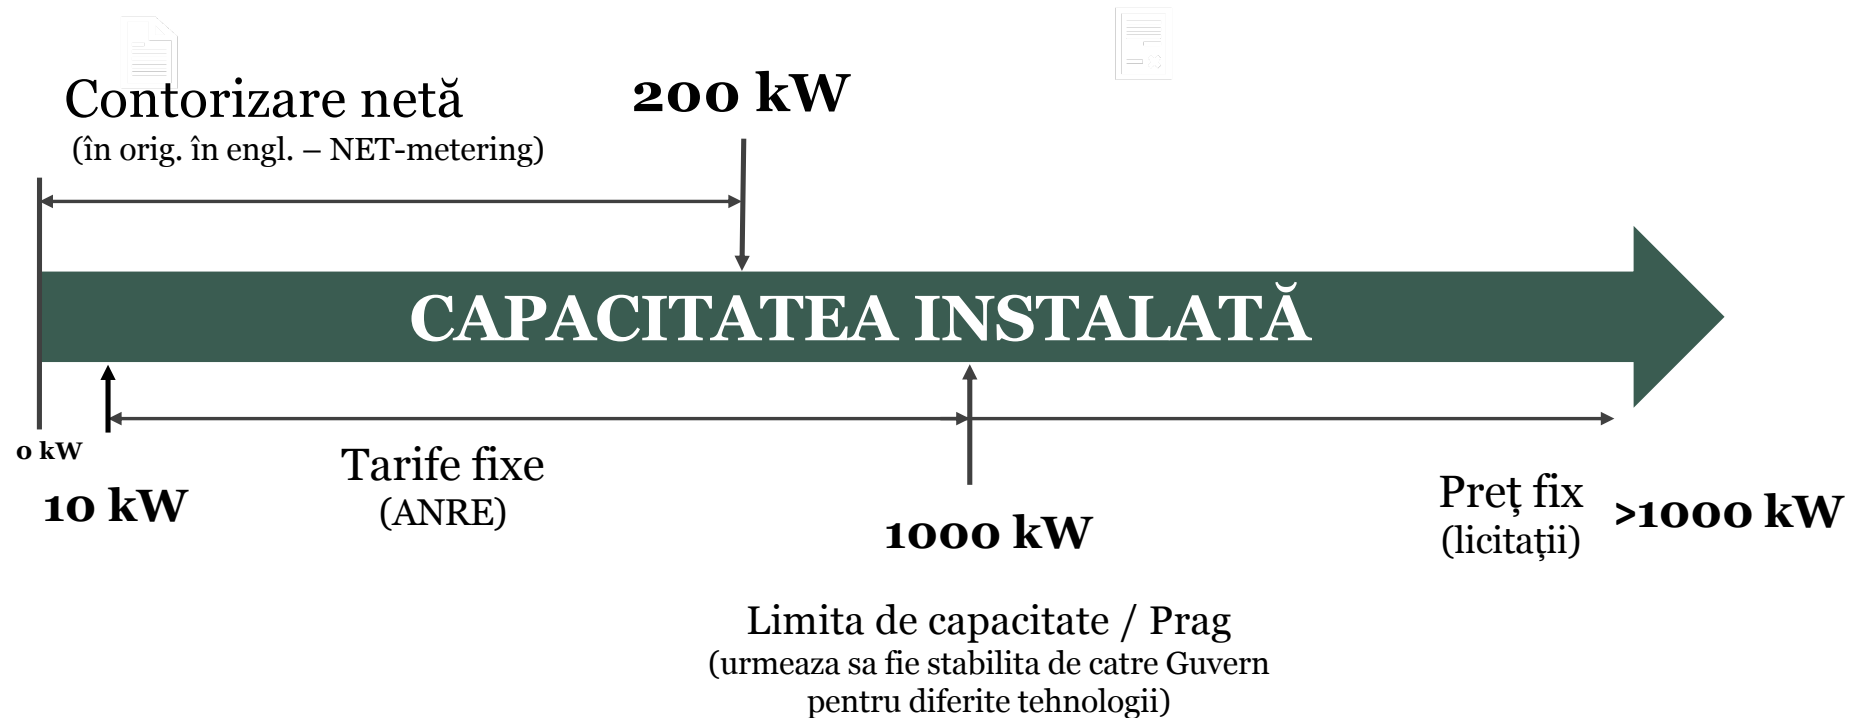 Contorizare netă
(în orig. în engl. – NET-metering)
200 kW
CAPACITATEA INSTALATĂ
0 kW
10 kW
Tarife fixe
(ANRE)
1000 kW
Preț fix
(licitații)
>1000 kW
Limita de capacitate / Prag
(urmeaza sa fie stabilita de catre Guvern
pentru diferite tehnologii)